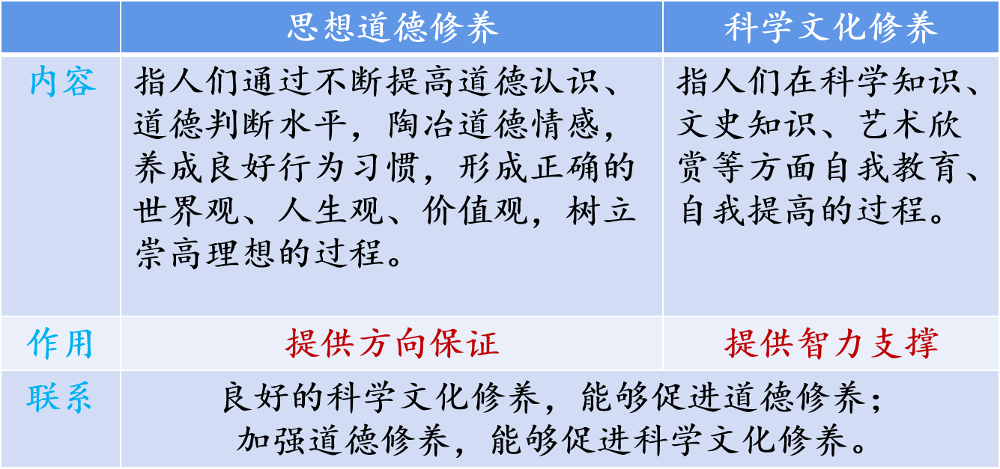 思想道德修养
科学文化修养
内容
指人们通过不断提高道德认识、
道德判断水平，陶冶道德情感，
养成良好行为习惯，形成正确的
世界观、人生观、价值观，树立
崇高理想的过程。
指人们在科学知识、
文史知识、艺术欣
赏等方面自我教育、
自我提高的过程。
作用
提供方向保证
提供智力支撑
联系
良好的科学文化修养，能够促进道德修养；
加强道德修养，能够促进科学文化修养。